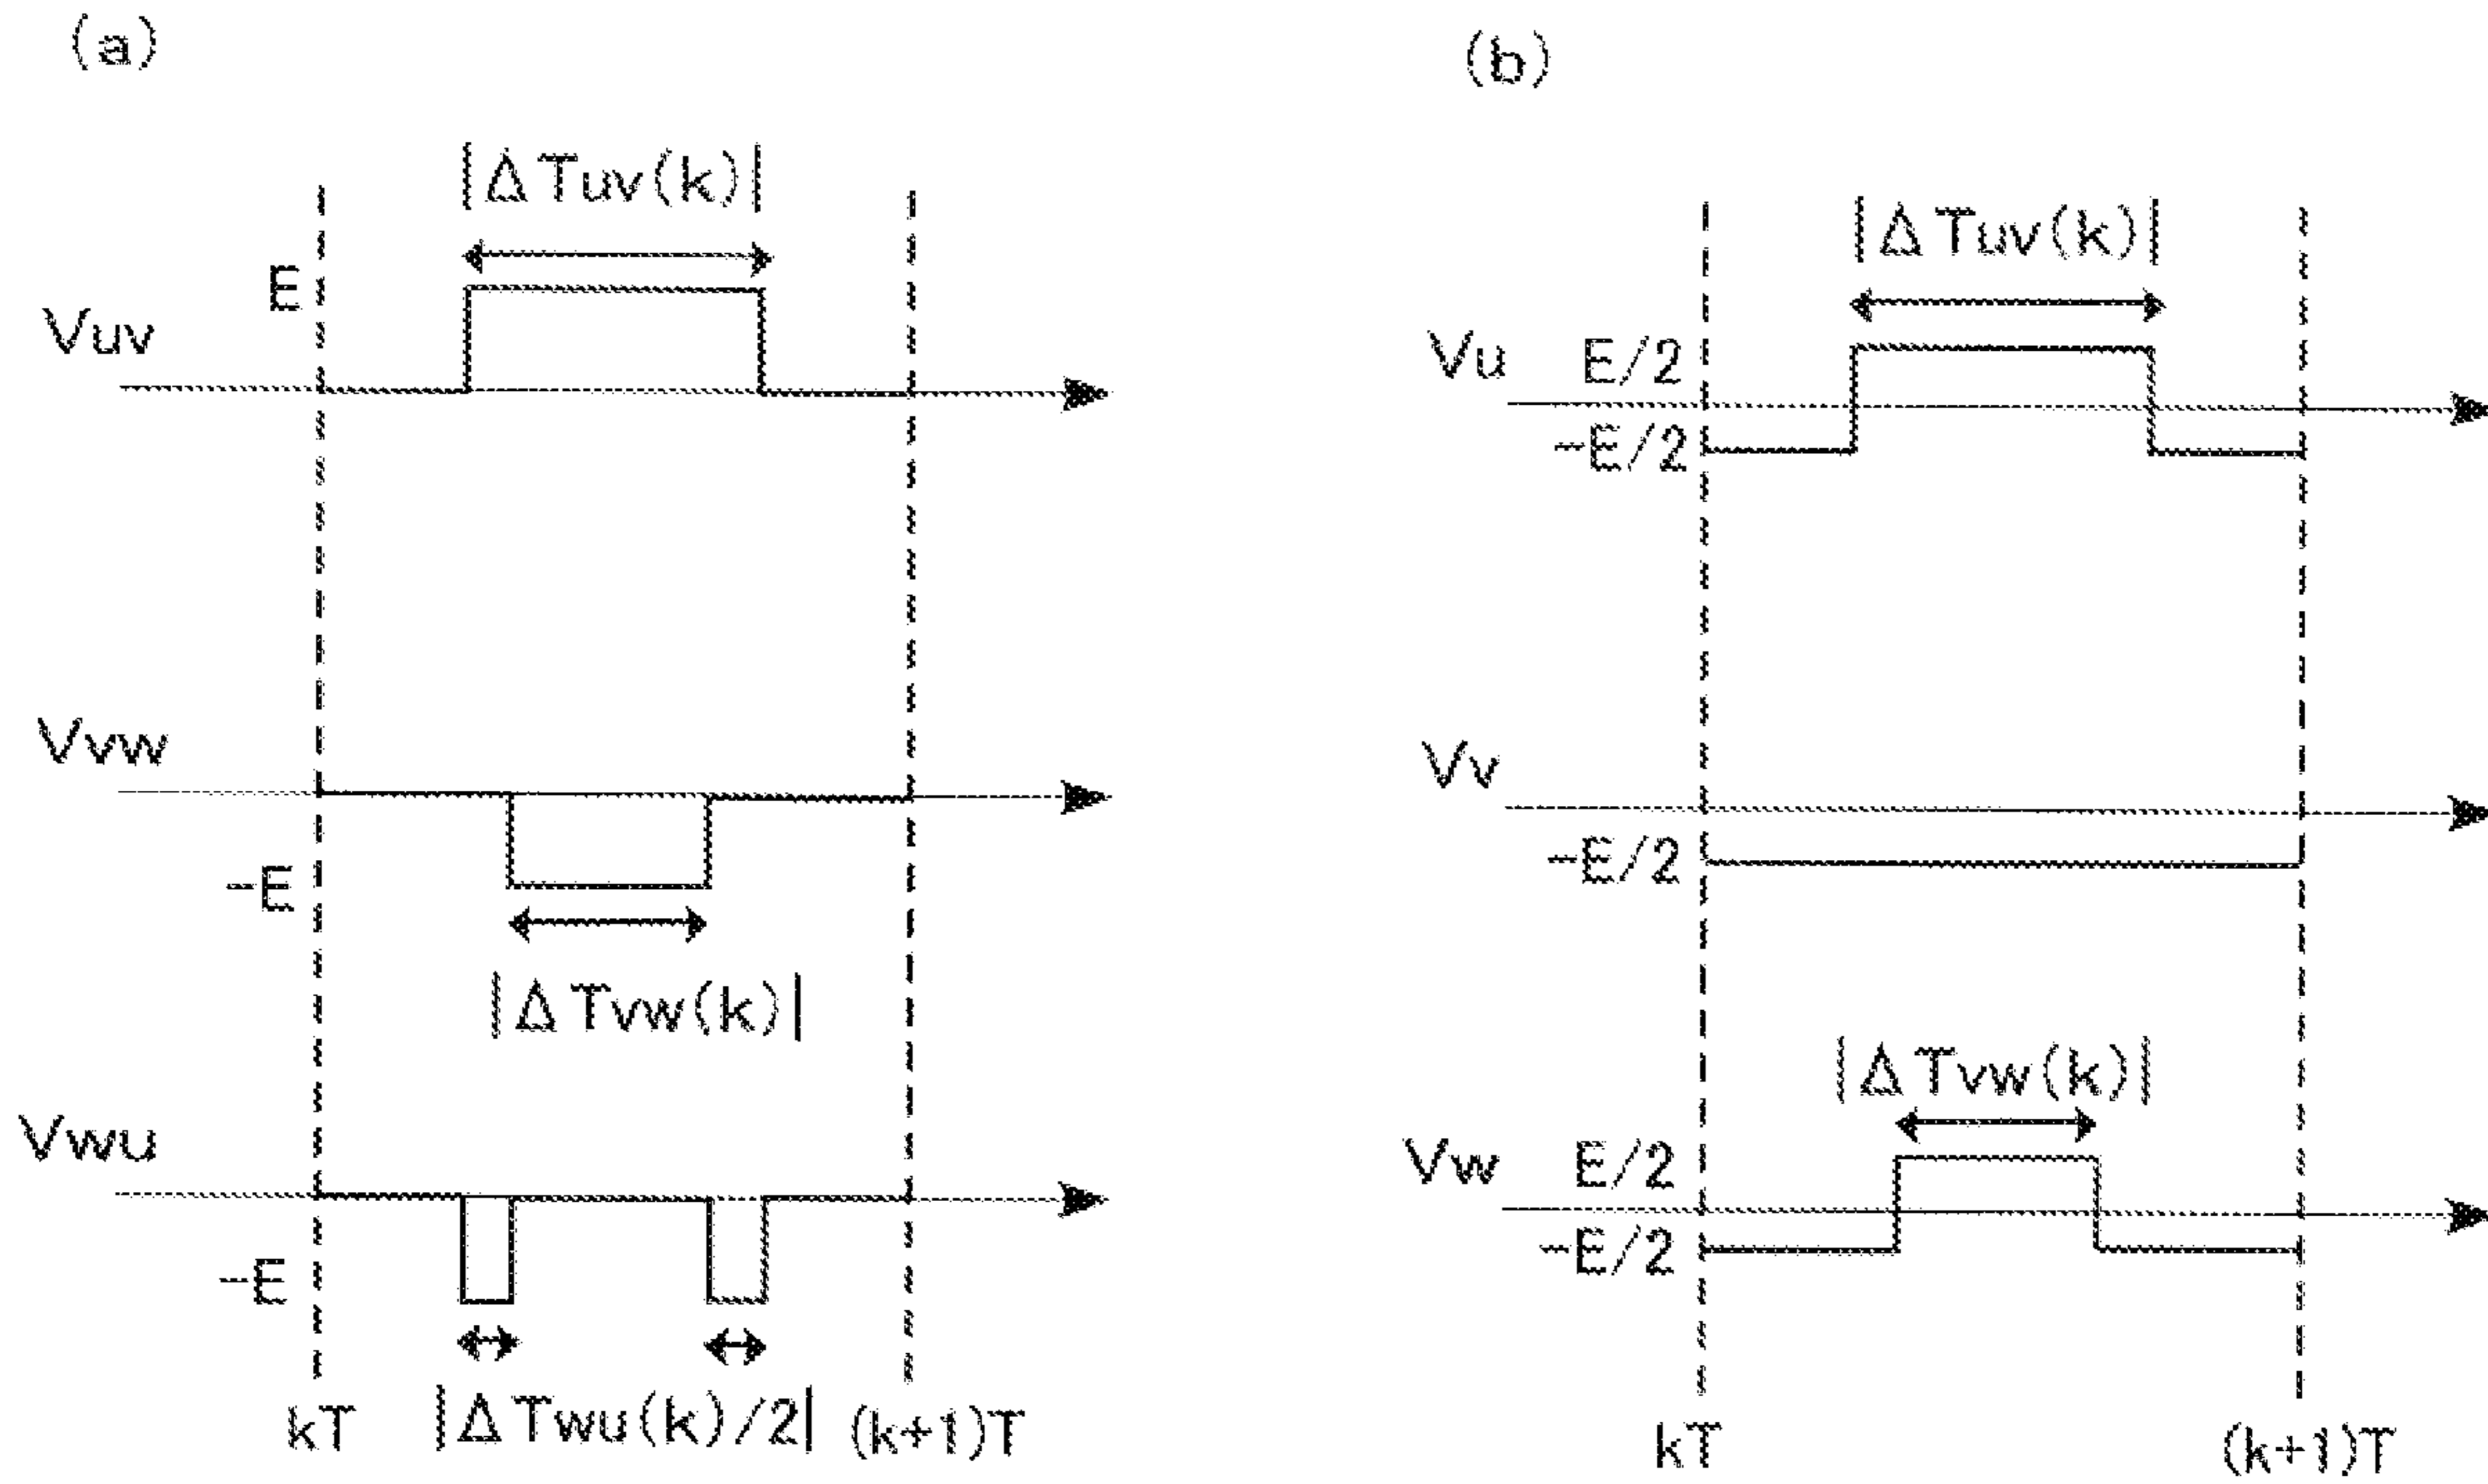 (a)
|ΔTuv(k)|
E
Vuv
Vvw
-E
|ΔTvw(k)|
Vwu
-E
kT
|ΔTwu(k)/2|
(k+1)T
(b)
|ΔTuv(k)|
Vu
E/2
-E/2
Vv
-E/2
|ΔTvw(k)|
Vw
E/2
-E/2
kT
(k+1)T